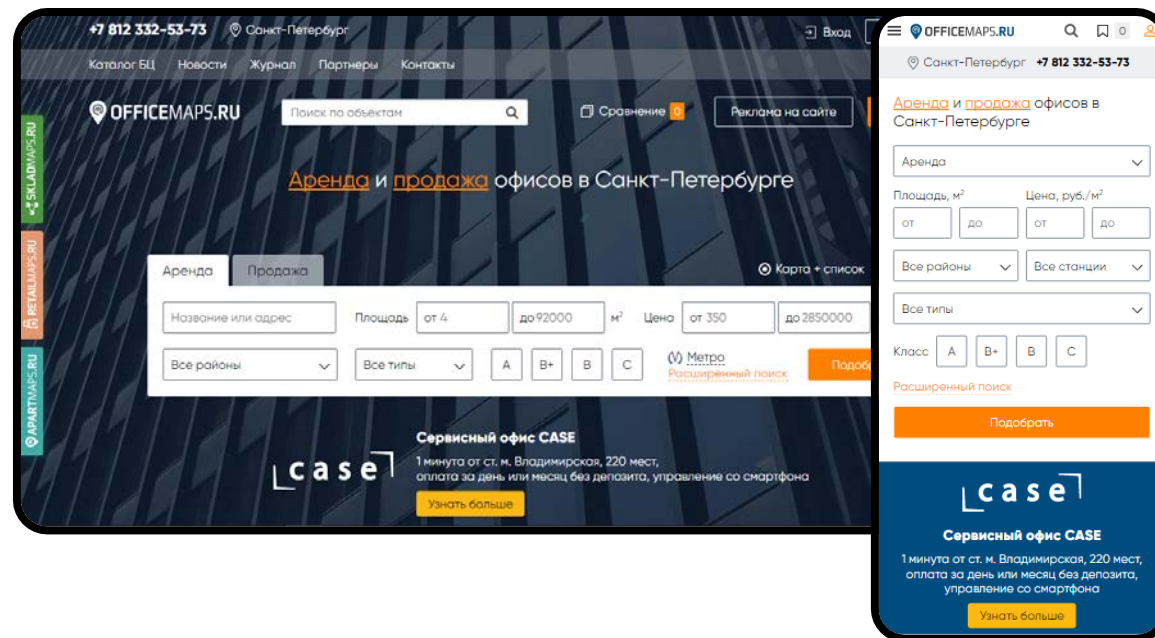 +7 812 332-53-73 Санкт-Петербург Вход
Каталог БЦ Новости Журнал Партнеры Контакты
OFFICEMAPS.RU Поиск по объектам Сравнение 0 Реклама на сайте
SKLADMAPS.RU
RETAILMAPS.RU
APARTMAPS.RU
Аренда и продажа офисов в Санкт-Петербурге
Аренда Продажа Карта + список
Название или адрес Площадь от 4 до 92000 м² Цена от 350 до 2850000
Все районы Все типы A B+ B C Метро
Расширенный поиск
case
Сервисный офис CASE
1 минута от ст. м. Владимирская, 220 мест,
оплата за день или месяц без депозита, управление со смартфона
Узнать больше
OFFICEMAPS.RU 0
Санкт-Петербург +7 812 332-53-73
Аренда и продажа офисов в
Санкт-Петербурге
Аренда
Площадь, м² Цена, руб./м²
от до от до
Все районы Все станции
Все типы
Класс A B+ B C
Расширенный поиск
Подобрать
case
Сервисный офис CASE
1 минута от ст. м. Владимирская, 220 мест,
оплата за день или месяц без депозита,
управление со смартфона
Узнать больше